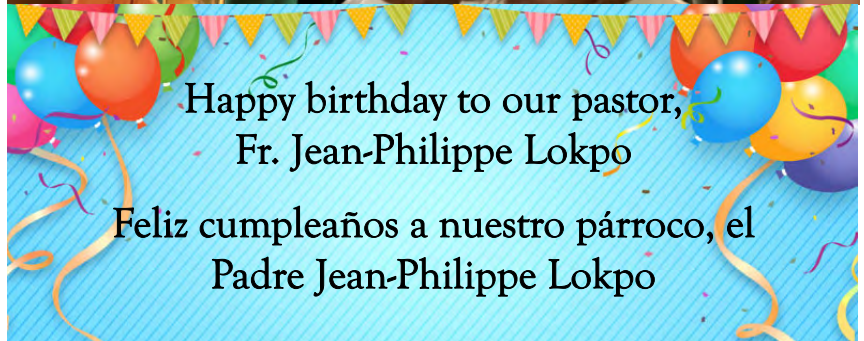 Happy birthday to our pastor,
Fr. Jean-Philippe Lokpo
Feliz cumpleaños a nuestro párroco, el
Padre Jean-Philippe Lokpo